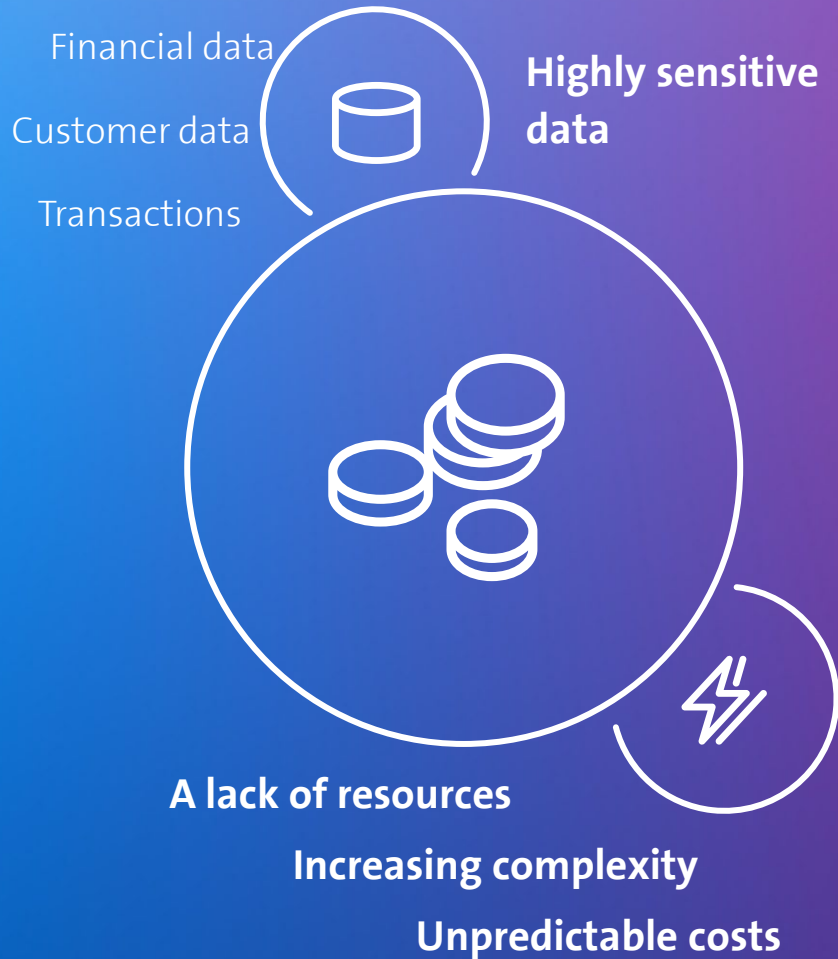 Financial data
Customer data
Transactions
Highly sensitive
data
A lack of resources
Increasing complexity
Unpredictable costs